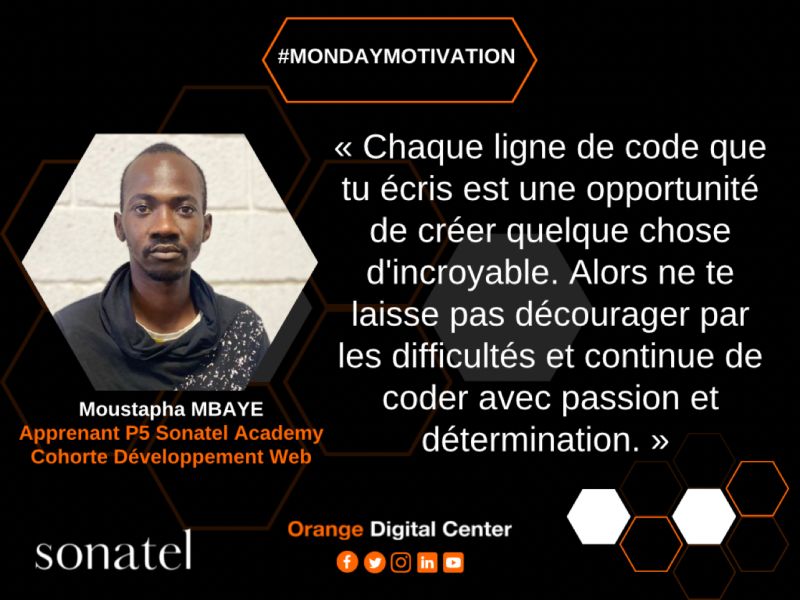 #MONDAYMOTIVATION
« Chaque ligne de code que
tu écris est une opportunité
de créer quelque chose
d'incroyable. Alors ne te
laisse pas décourager par
les difficultés et continue de
coder avec passion et
détermination. »
Moustapha MBAYE
Apprenant P5 Sonatel Academy
Cohorte Développement Web
sonatel
Orange Digital Center